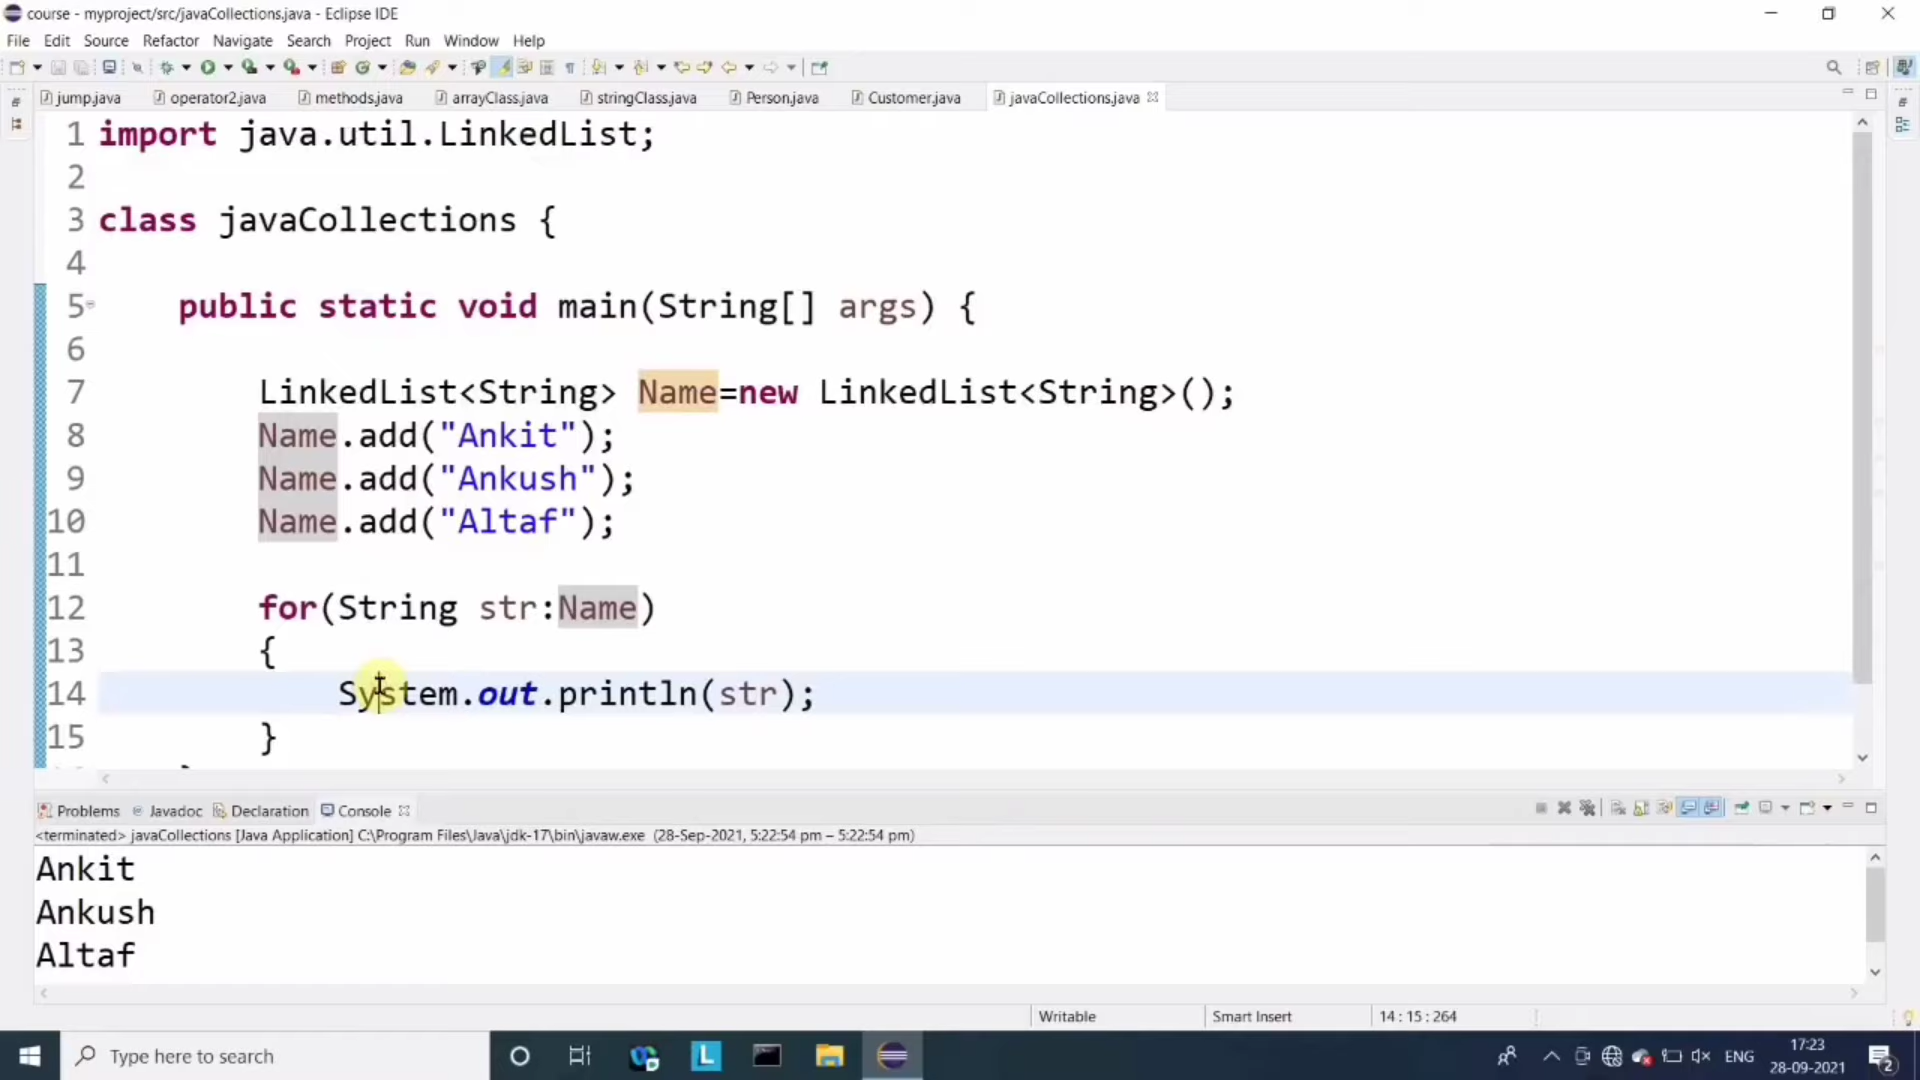 course - myproject/src/javaCollections.java - Eclipse IDE
File Edit Source Refactor Navigate Search Project Run Window Help
jump.java operator2.java methods.java arrayClass.java stringClass.java Person.java Customer.java javaCollections.java
1 import java.util.LinkedList;
2
3 class javaCollections {
4
5 public static void main(String[] args) {
6
7 LinkedList<String> Name=new LinkedList<String>();
8 Name.add("Ankit");
9 Name.add("Ankush");
10 Name.add("Altaf");
11
12 for(String str:Name)
13 {
14 System.out.println(str);
15 }
Problems Javadoc Declaration Console
<terminated> javaCollections [Java Application] C:\Program Files\Java\jdk-17\bin\javaw.exe (28-Sep-2021, 5:22:54 pm – 5:22:54 pm)
Ankit
Ankush
Altaf
Writable Smart Insert 14 : 15 : 264
Type here to search L ENG 17:23
28-09-2021 2